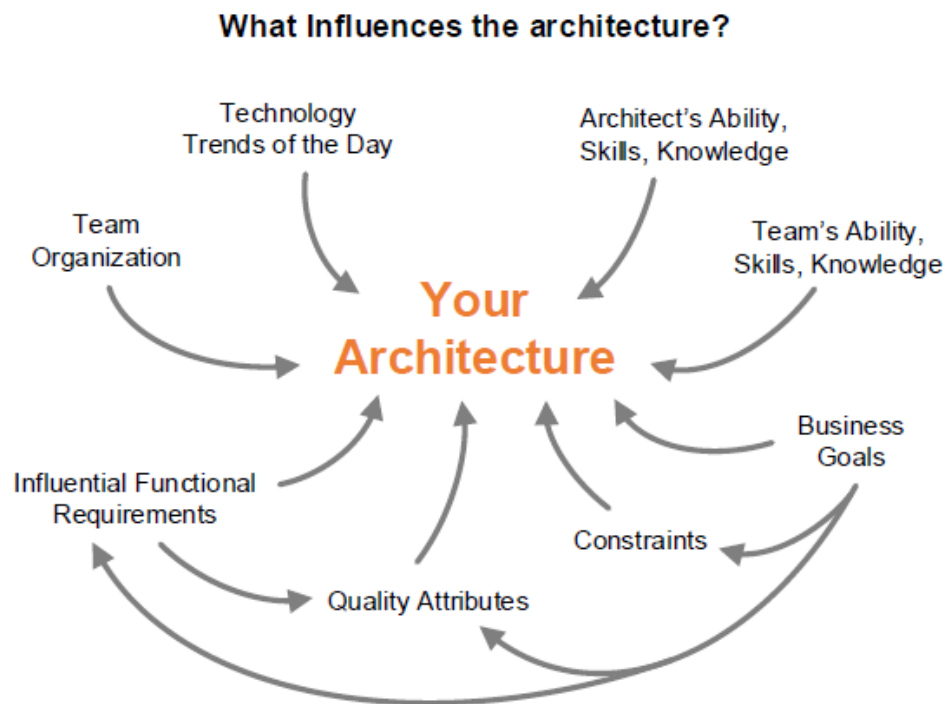 What Influences the architecture?
Technology
Trends of the Day
Architect's Ability,
Skills, Knowledge
Team
Organization
Team's Ability,
Skills, Knowledge
Your
Architecture
Business
Goals
Influential Functional
Requirements
Constraints
Quality Attributes